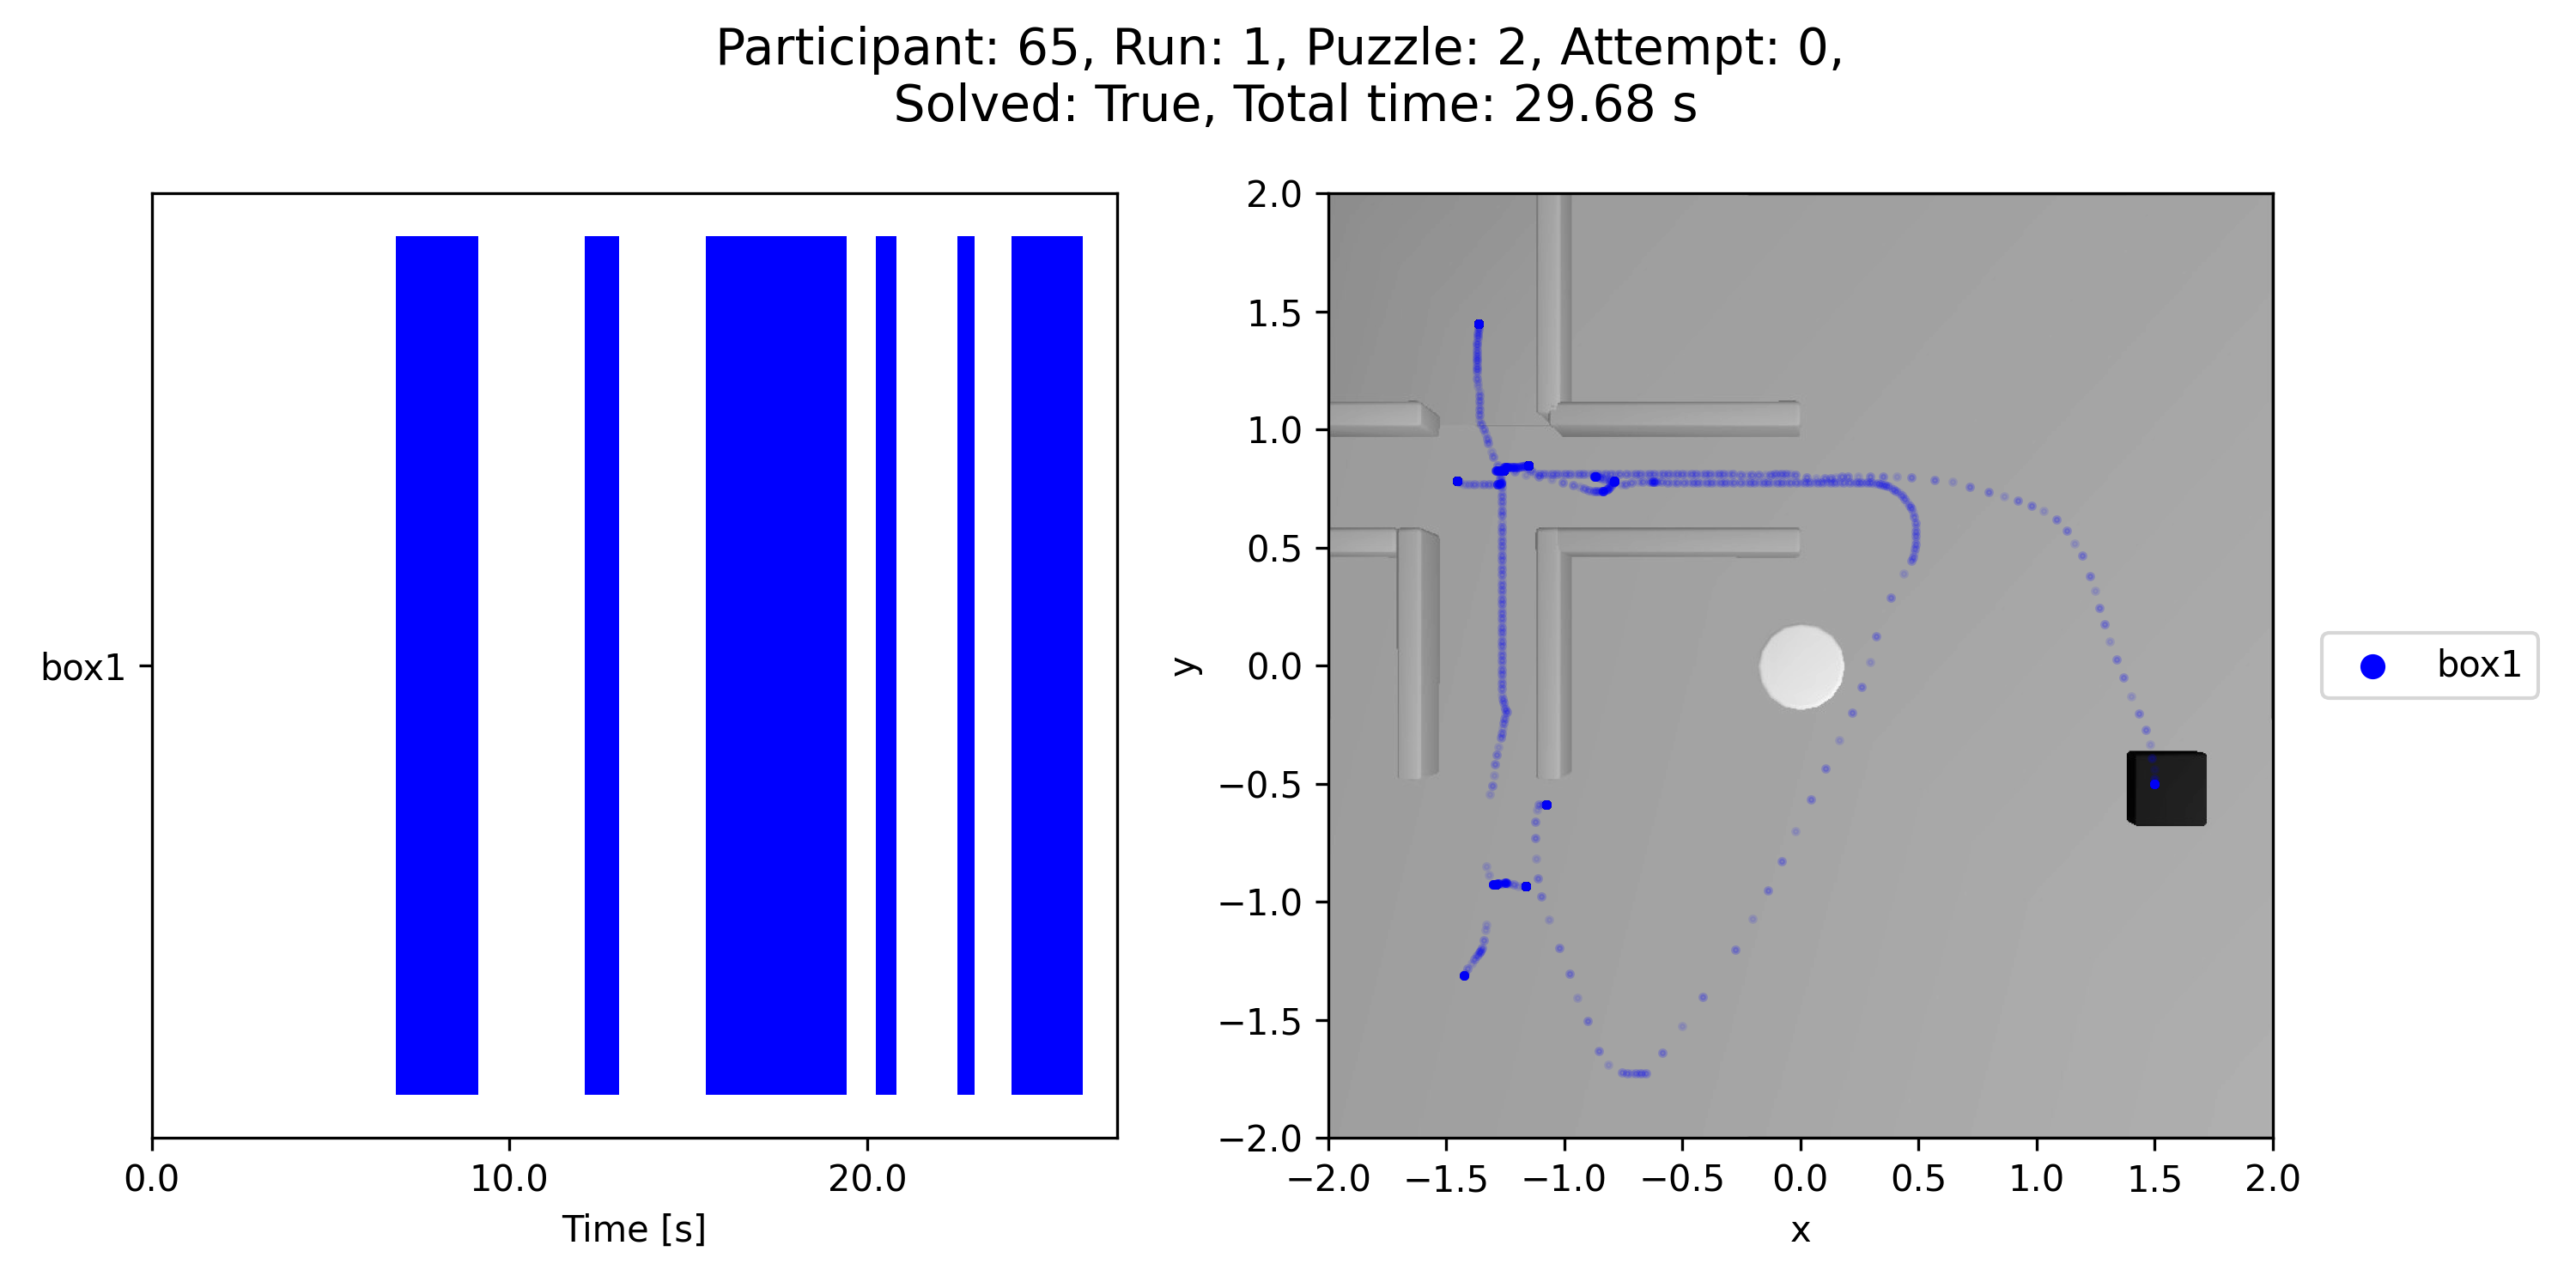 Participant: 65, Run: 1, Puzzle: 2, Attempt: 0,
Solved: True, Total time: 29.68 s
box1
0.0 10.0 20.0
Time [s]
2.0
1.5
1.0
0.5
0.0
−0.5
−1.0
−1.5
−2.0
y
−2.0 −1.5 −1.0 −0.5 0.0 0.5 1.0 1.5 2.0
x
box1